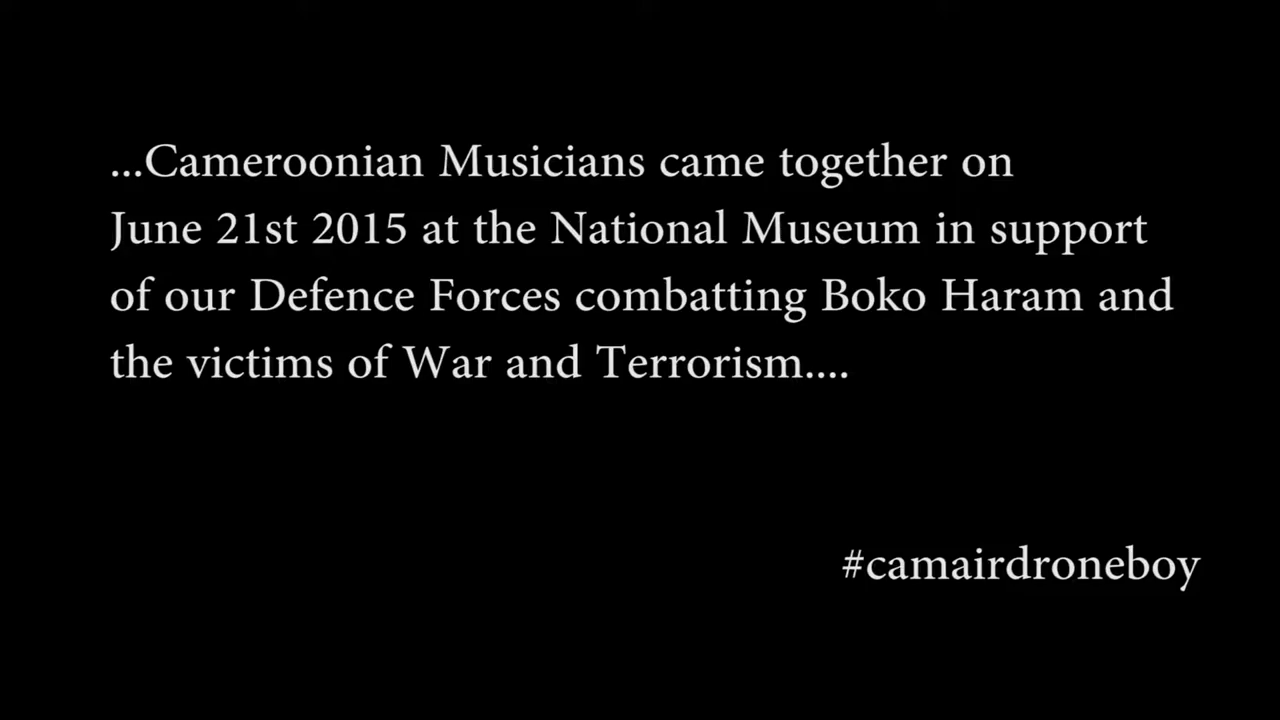 ...Cameroonian Musicians came together on
June 21st 2015 at the National Museum in support
of our Defence Forces combatting Boko Haram and
the victims of War and Terrorism....
#camairdroneboy